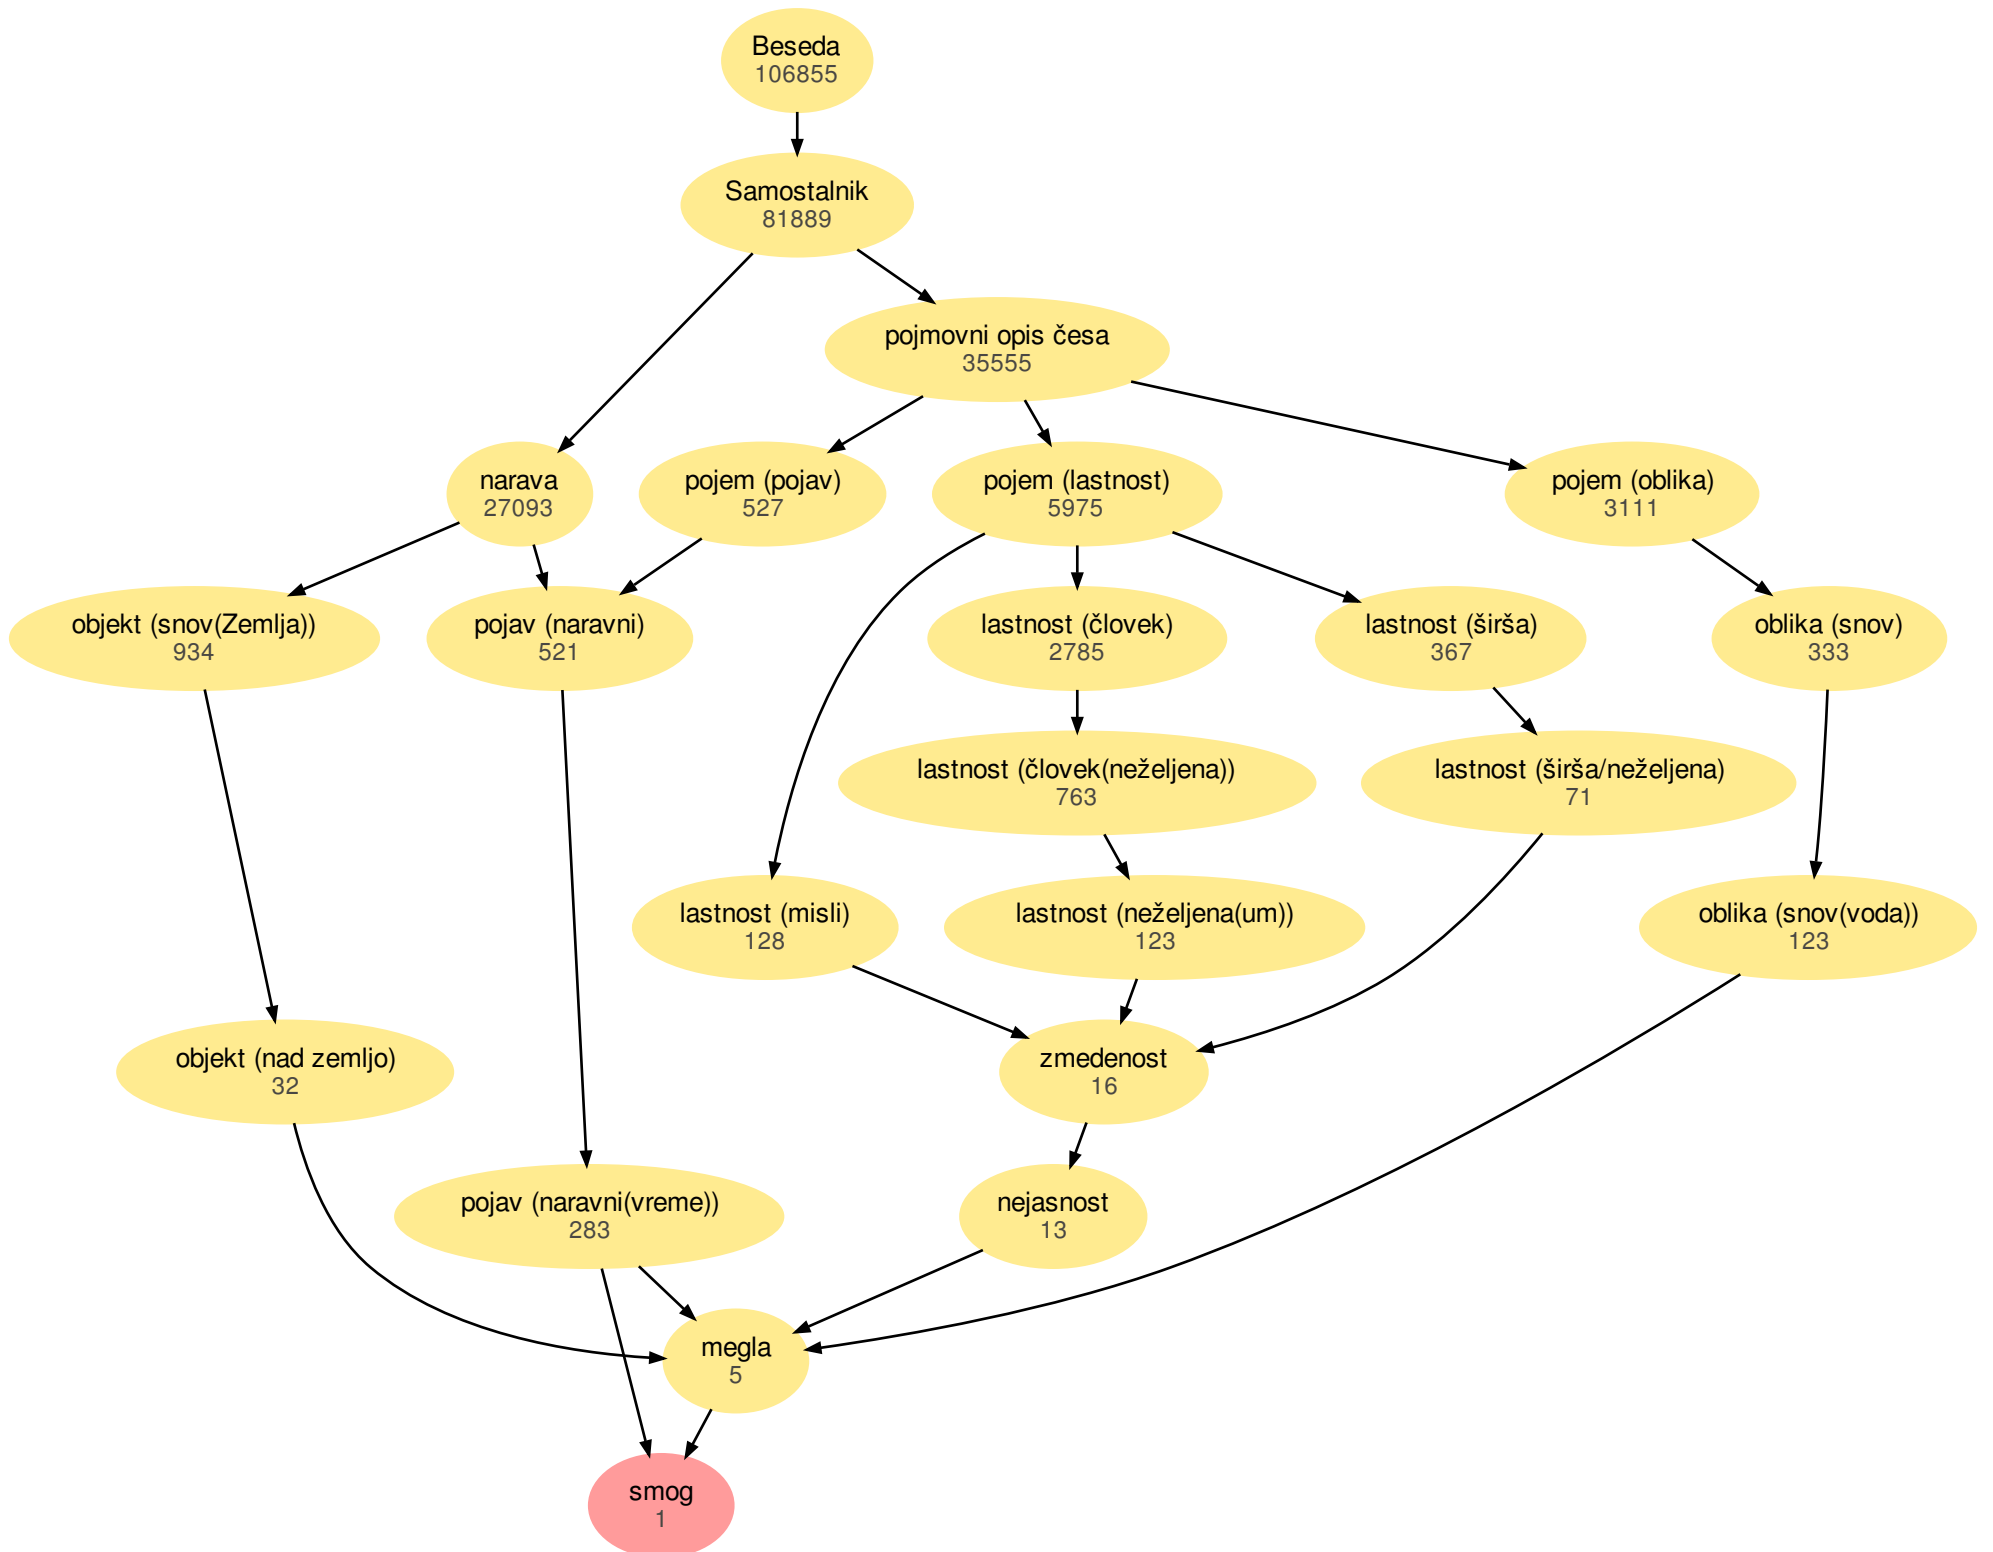 Beseda
106855
Samostalnik
81889
pojmovni opis česa
35555
narava
27093
pojem (pojav)
527
pojem (lastnost)
5975
pojem (oblika)
3111
objekt (snov(Zemlja))
934
pojav (naravni)
521
lastnost (človek)
2785
lastnost (širša)
367
oblika (snov)
333
lastnost (človek(neželjena))
763
lastnost (širša/neželjena)
71
lastnost (misli)
128
lastnost (neželjena(um))
123
oblika (snov(voda))
123
objekt (nad zemljo)
32
zmedenost
16
pojav (naravni(vreme))
283
nejasnost
13
megla
5
smog
1